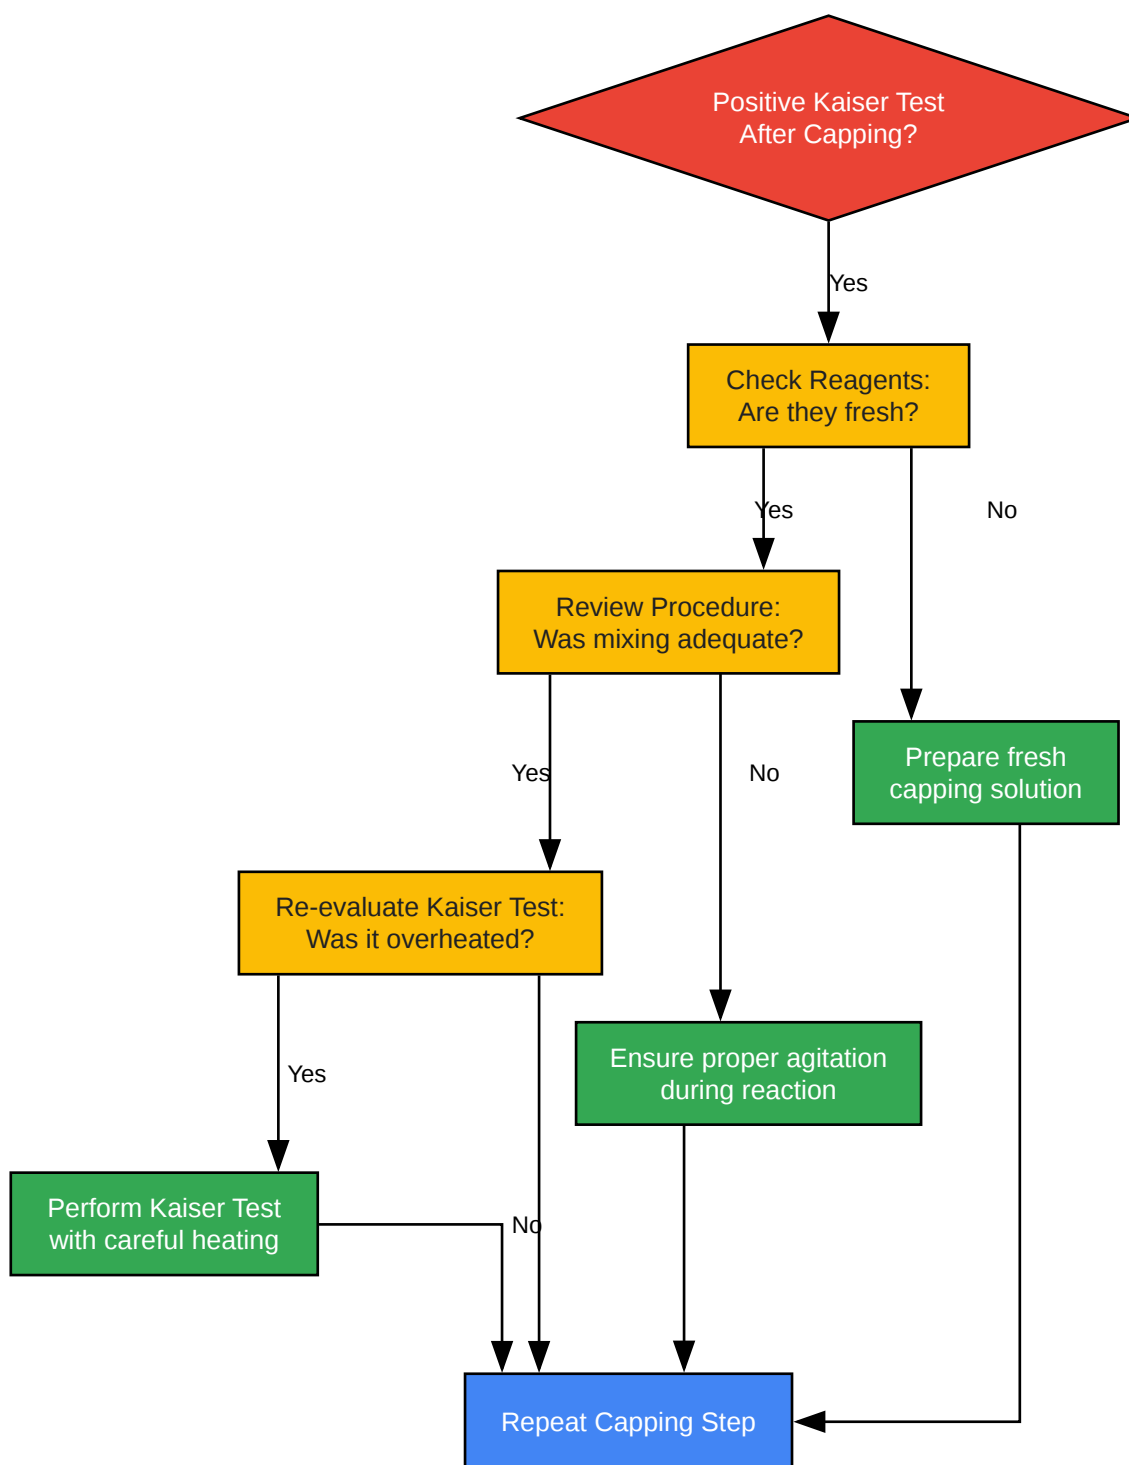 Positive Kaiser Test
After Capping?
Yes
Check Reagents:
Are they fresh?
Yes
No
Review Procedure:
Was mixing adequate?
Yes
No
Prepare fresh
capping solution
Re-evaluate Kaiser Test:
Was it overheated?
Yes
Ensure proper agitation
during reaction
Perform Kaiser Test
with careful heating
No
Repeat Capping Step